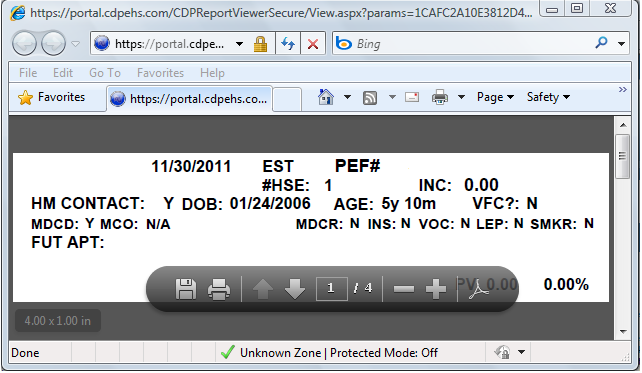 https://portal.cdpehs.com/CDPReportViewerSecure/View.aspx?params=1CAFC2A10E3812D4...
https://portal.cdpe... Bing
File Edit View Go To Favorites Help
Favorites https://portal.cdpehs.co... Page Safety »
11/30/2011 EST PEF#
#HSE: 1 INC: 0.00
HM CONTACT: Y DOB: 01/24/2006 AGE: 5y 10m VFC?: N
MDCD: Y MCO: N/A MDCR: N INS: N VOC: N LEP: N SMKR: N
FUT APT:
1 / 4 PV: 0.00 0.00%
4.00 x 1.00 in
Done Unknown Zone | Protected Mode: Off